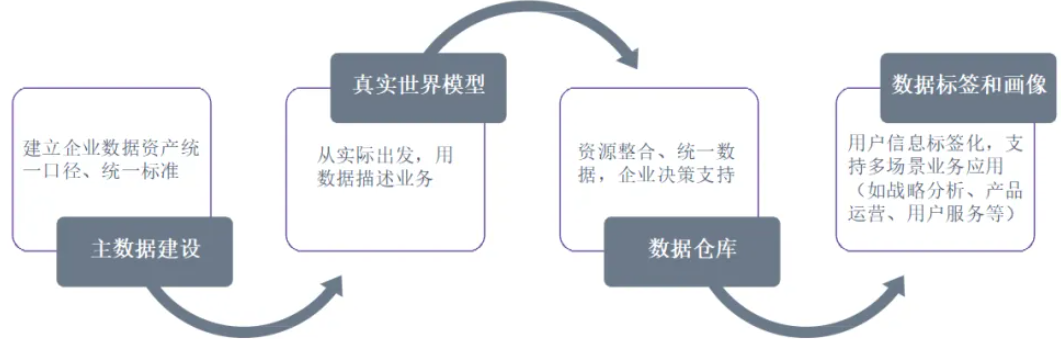 建立企业数据资产统
一口径、统一标准
主数据建设
真实世界模型
从实际出发，用
数据描述业务
资源整合、统一数
据，企业决策支持
数据仓库
数据标签和画像
用户信息标签化，支
持多场景业务应用
（如战略分析、产品
运营、用户服务等）